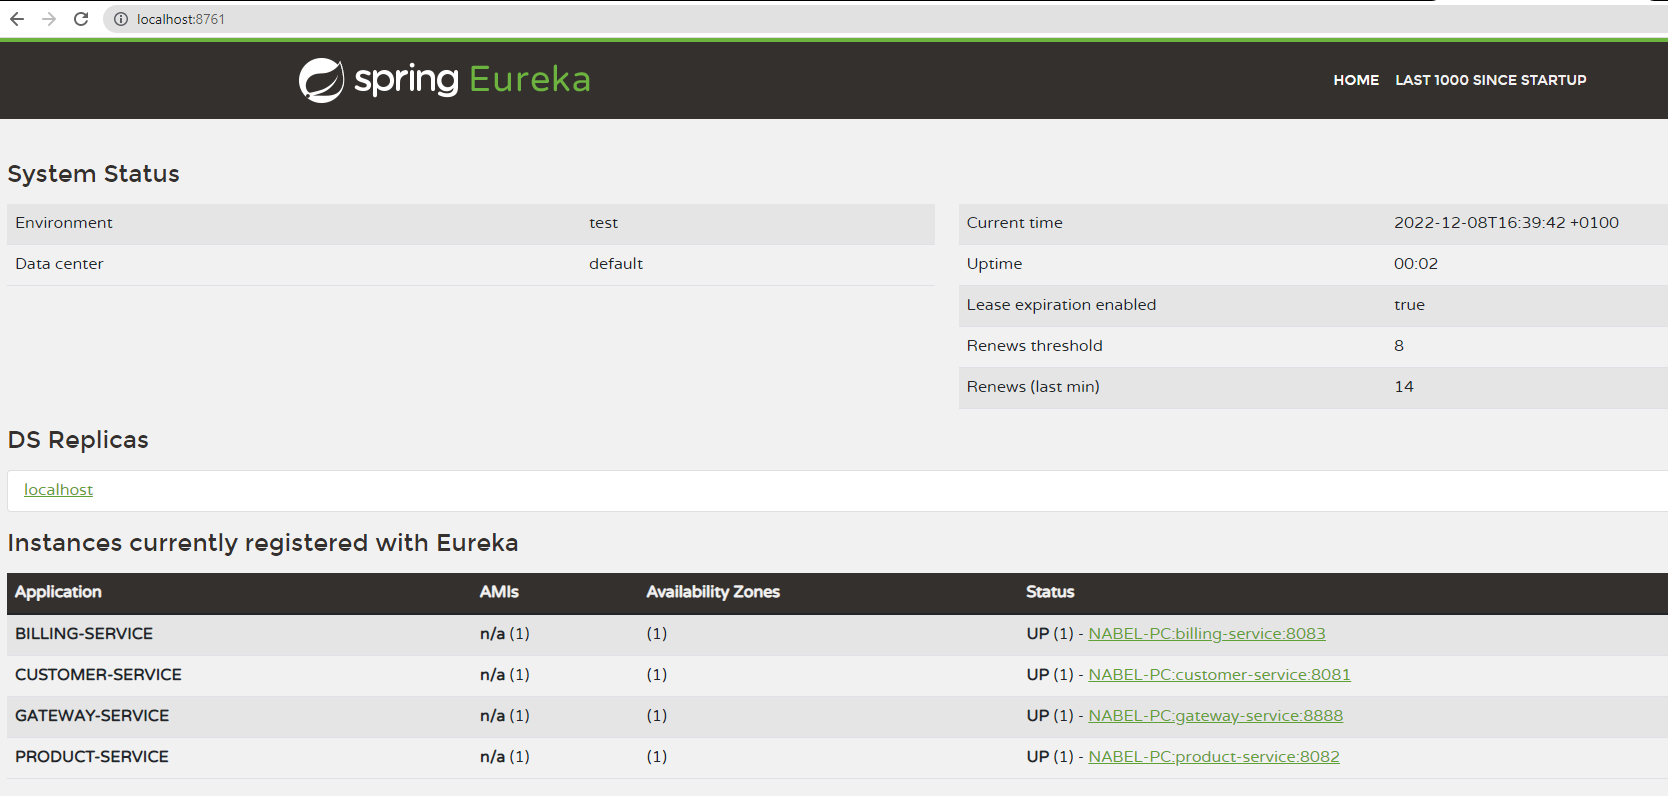 localhost:8761
spring Eureka
HOME LAST 1000 SINCE STARTUP
System Status
Environment test
Data center default
Current time 2022-12-08T16:39:42 +0100
Uptime 00:02
Lease expiration enabled true
Renews threshold 8
Renews (last min) 14
DS Replicas
localhost
Instances currently registered with Eureka
Application AMIs Availability Zones Status
BILLING-SERVICE n/a (1) (1) UP (1) - NABEL-PC:billing-service:8083
CUSTOMER-SERVICE n/a (1) (1) UP (1) - NABEL-PC:customer-service:8081
GATEWAY-SERVICE n/a (1) (1) UP (1) - NABEL-PC:gateway-service:8888
PRODUCT-SERVICE n/a (1) (1) UP (1) - NABEL-PC:product-service:8082